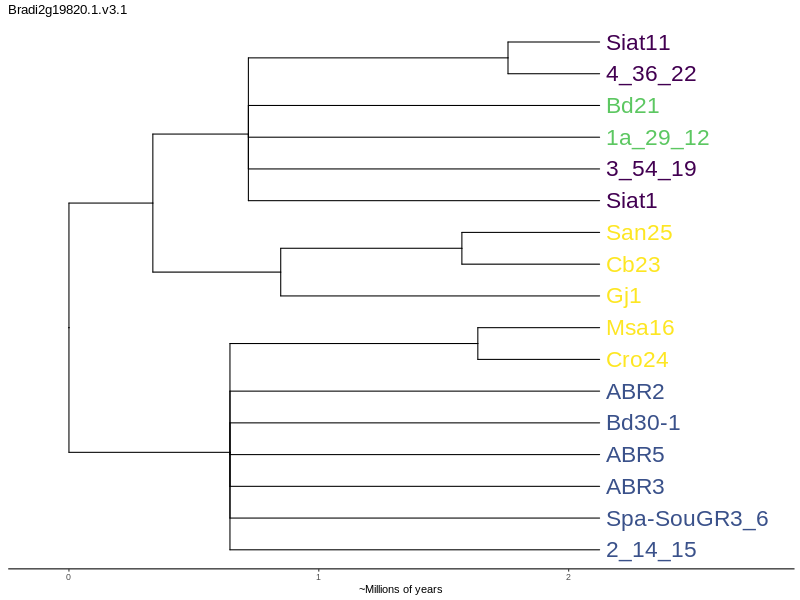 Bradi2g19820.1.v3.1
Siat11
4_36_22
Bd21
1a_29_12
3_54_19
Siat1
San25
Cb23
Gj1
Msa16
Cro24
ABR2
Bd30-1
ABR5
ABR3
Spa-SouGR3_6
2_14_15
0 1 2
~Millions of years